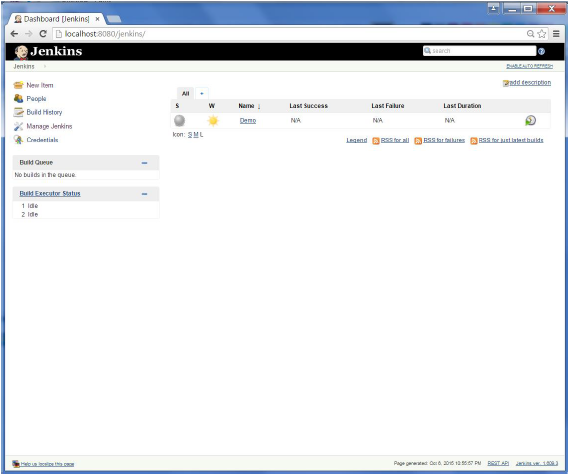 Dashboard [Jenkins]
localhost:8080/jenkins/
Jenkins
search
Jenkins
ENABLE AUTO REFRESH
New Item
People
Build History
Manage Jenkins
Credentials
Build Queue
No builds in the queue.
Build Executor Status
1 Idle
2 Idle
add description
All +
S W Name ↓ Last Success Last Failure Last Duration
Demo N/A N/A N/A
Icon: S M L
Legend RSS for all RSS for failures RSS for just latest builds
Help us localize this page
Page generated: Oct 6, 2015 10:55:57 PM REST API Jenkins ver. 1.609.3